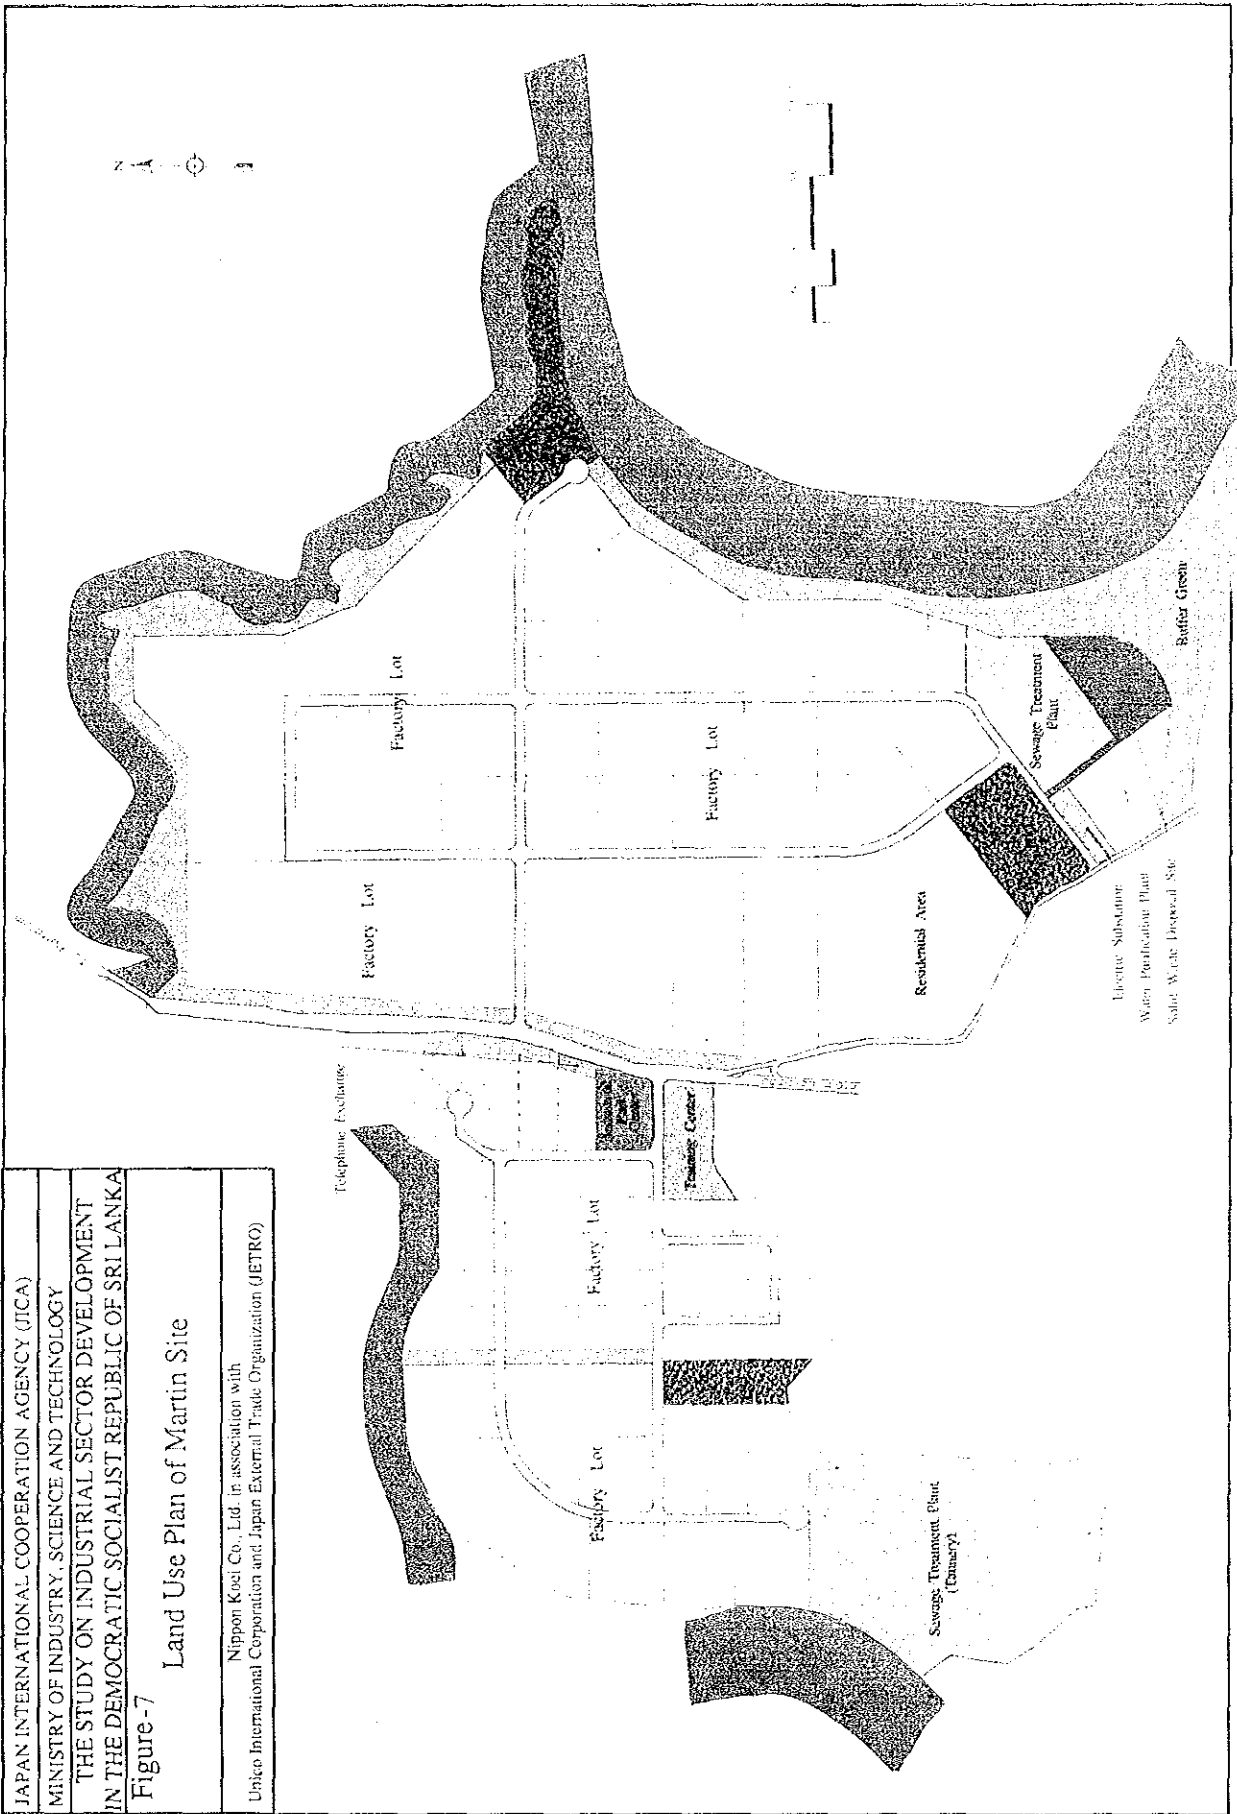 JAPAN INTERNATIONAL COOPERATION AGENCY (JICA)
MINISTRY OF INDUSTRY, SCIENCE AND TECHNOLOGY
THE STUDY ON INDUSTRIAL SECTOR DEVELOPMENT
IN THE DEMOCRATIC SOCIALIST REPUBLIC OF SRI LANKA
Figure-7
Land Use Plan of Martin Site
Nippon Koei Co., Ltd. in association with
Unico International Corporation and Japan External Trade Organization (JETRO)
N
Telephone Exchange
Factory Lot
Factory Lot
Factory Lot
Factory Lot
Factory Lot
Center
Training Center
Residential Area
Sewage Treatment
Plant
Sewage Treatment Plant
(Tannery)
Buffer Green
Electric Substation
Water Purification Plant
Solid Waste Disposal Site